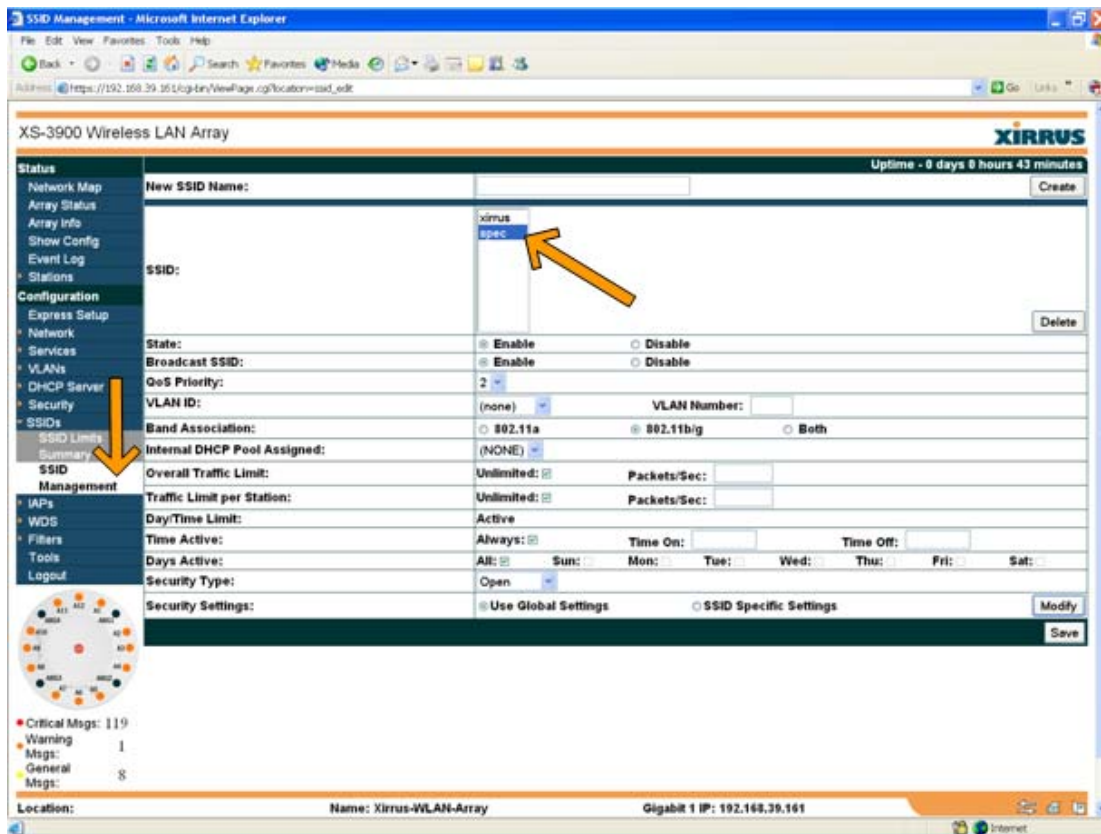 SSID Management - Microsoft Internet Explorer
File Edit View Favorites Tools Help
Back Search Favorites Media
Address https://192.168.39.161/cgi-bin/ViewPage.cgi?location=ssid_edit Go Links
XS-3900 Wireless LAN Array
XIRRUS
Uptime - 0 days 0 hours 43 minutes
Status
Network Map
Array Status
Array Info
Show Config
Event Log
Stations
Configuration
Express Setup
Network
Services
VLANs
DHCP Server
Security
SSIDs
SSID Limits
Summary
SSID
Management
IAPs
WDS
Filters
Tools
Logout
New SSID Name: Create
SSID:
xirrus
spec
Delete
State: Enable Disable
Broadcast SSID: Enable Disable
QoS Priority: 2
VLAN ID: (none) VLAN Number:
Band Association: 802.11a 802.11b/g Both
Internal DHCP Pool Assigned: (NONE)
Overall Traffic Limit: Unlimited: Packets/Sec:
Traffic Limit per Station: Unlimited: Packets/Sec:
Day/Time Limit: Active
Time Active: Always: Time On: Time Off:
Days Active: All: Sun: Mon: Tue: Wed: Thu: Fri: Sat:
Security Type: Open
Security Settings: Use Global Settings SSID Specific Settings Modify
Save
Critical Msgs: 119
Warning Msgs: 1
General Msgs: 8
Location: Name: Xirrus-WLAN-Array Gigabit 1 IP: 192.168.39.161
Internet